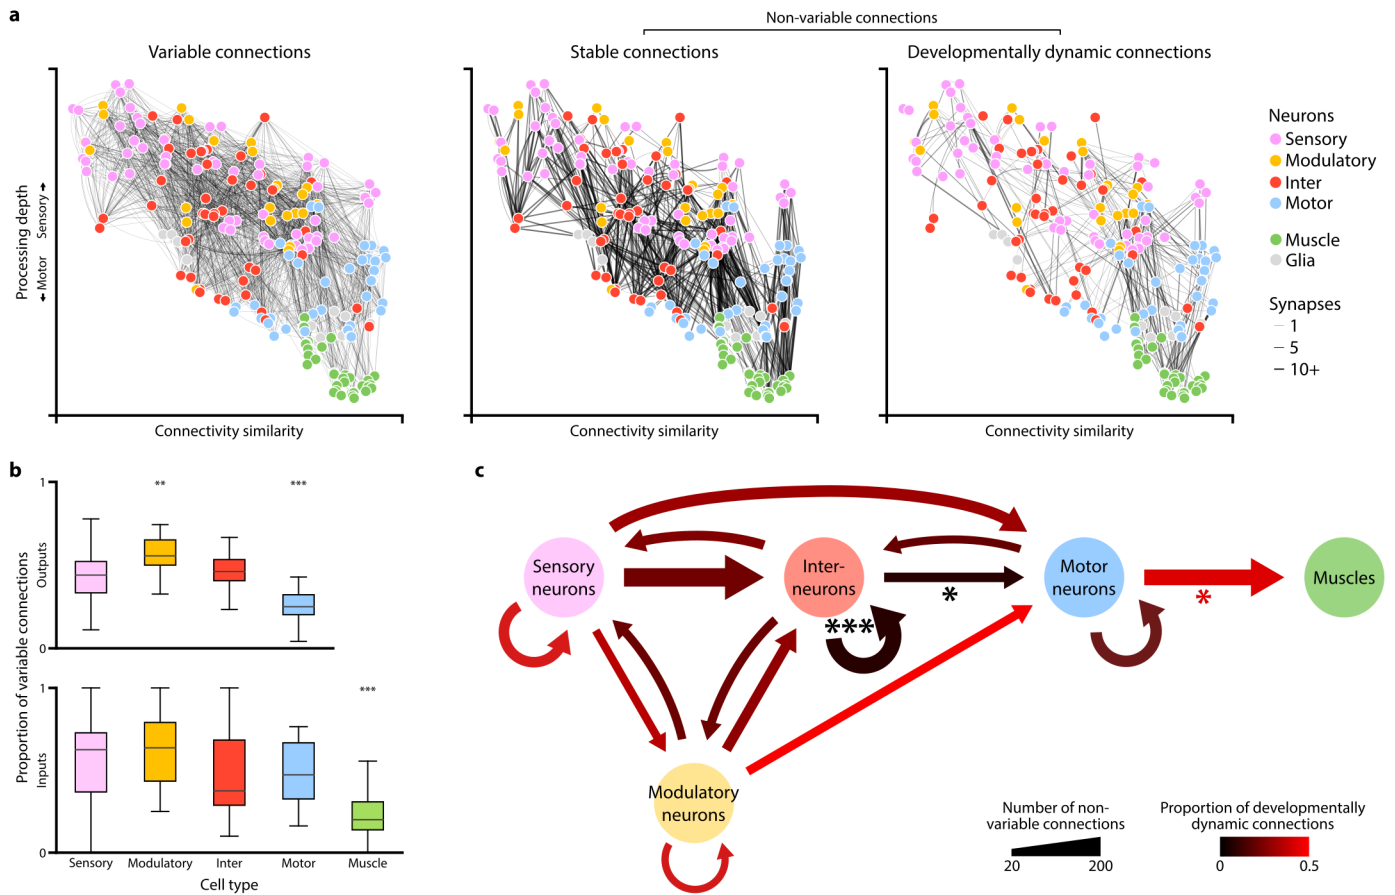 a
Non-variable connections
Variable connections
Stable connections
Developmentally dynamic connections
Processing depth
Motor
Sensory
Connectivity similarity
Connectivity similarity
Connectivity similarity
Neurons
Sensory
Modulatory
Inter
Motor
Muscle
Glia
Synapses
1
5
10+
b
Proportion of variable connections
Outputs
1
0
**
***
Inputs
1
0
***
Sensory
Modulatory
Inter
Motor
Muscle
Cell type
c
Sensory
neurons
Inter-
neurons
Motor
neurons
Muscles
*
*
***
Modulatory
neurons
Number of non-
variable connections
20
200
Proportion of developmentally
dynamic connections
0
0.5